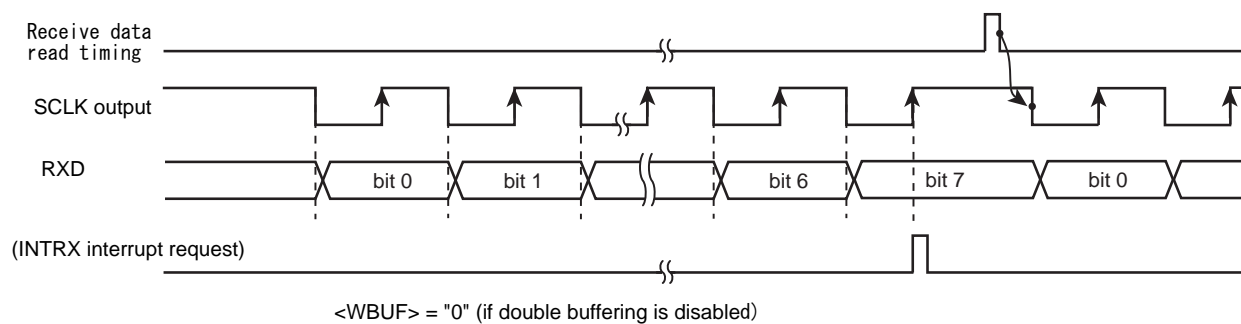 Receive data
read timing
SCLK output
RXD
bit 0
bit 1
bit 6
bit 7
bit 0
(INTRX interrupt request)
<WBUF> = "0" (if double buffering is disabled)